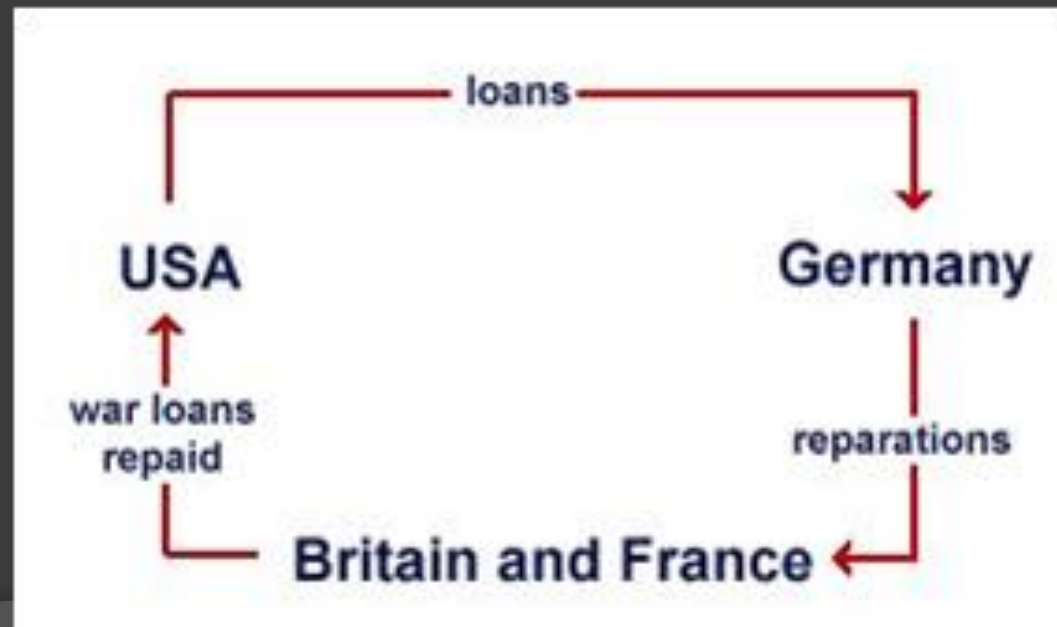 loans
USA
Germany
war loans
repaid
reparations
Britain and France